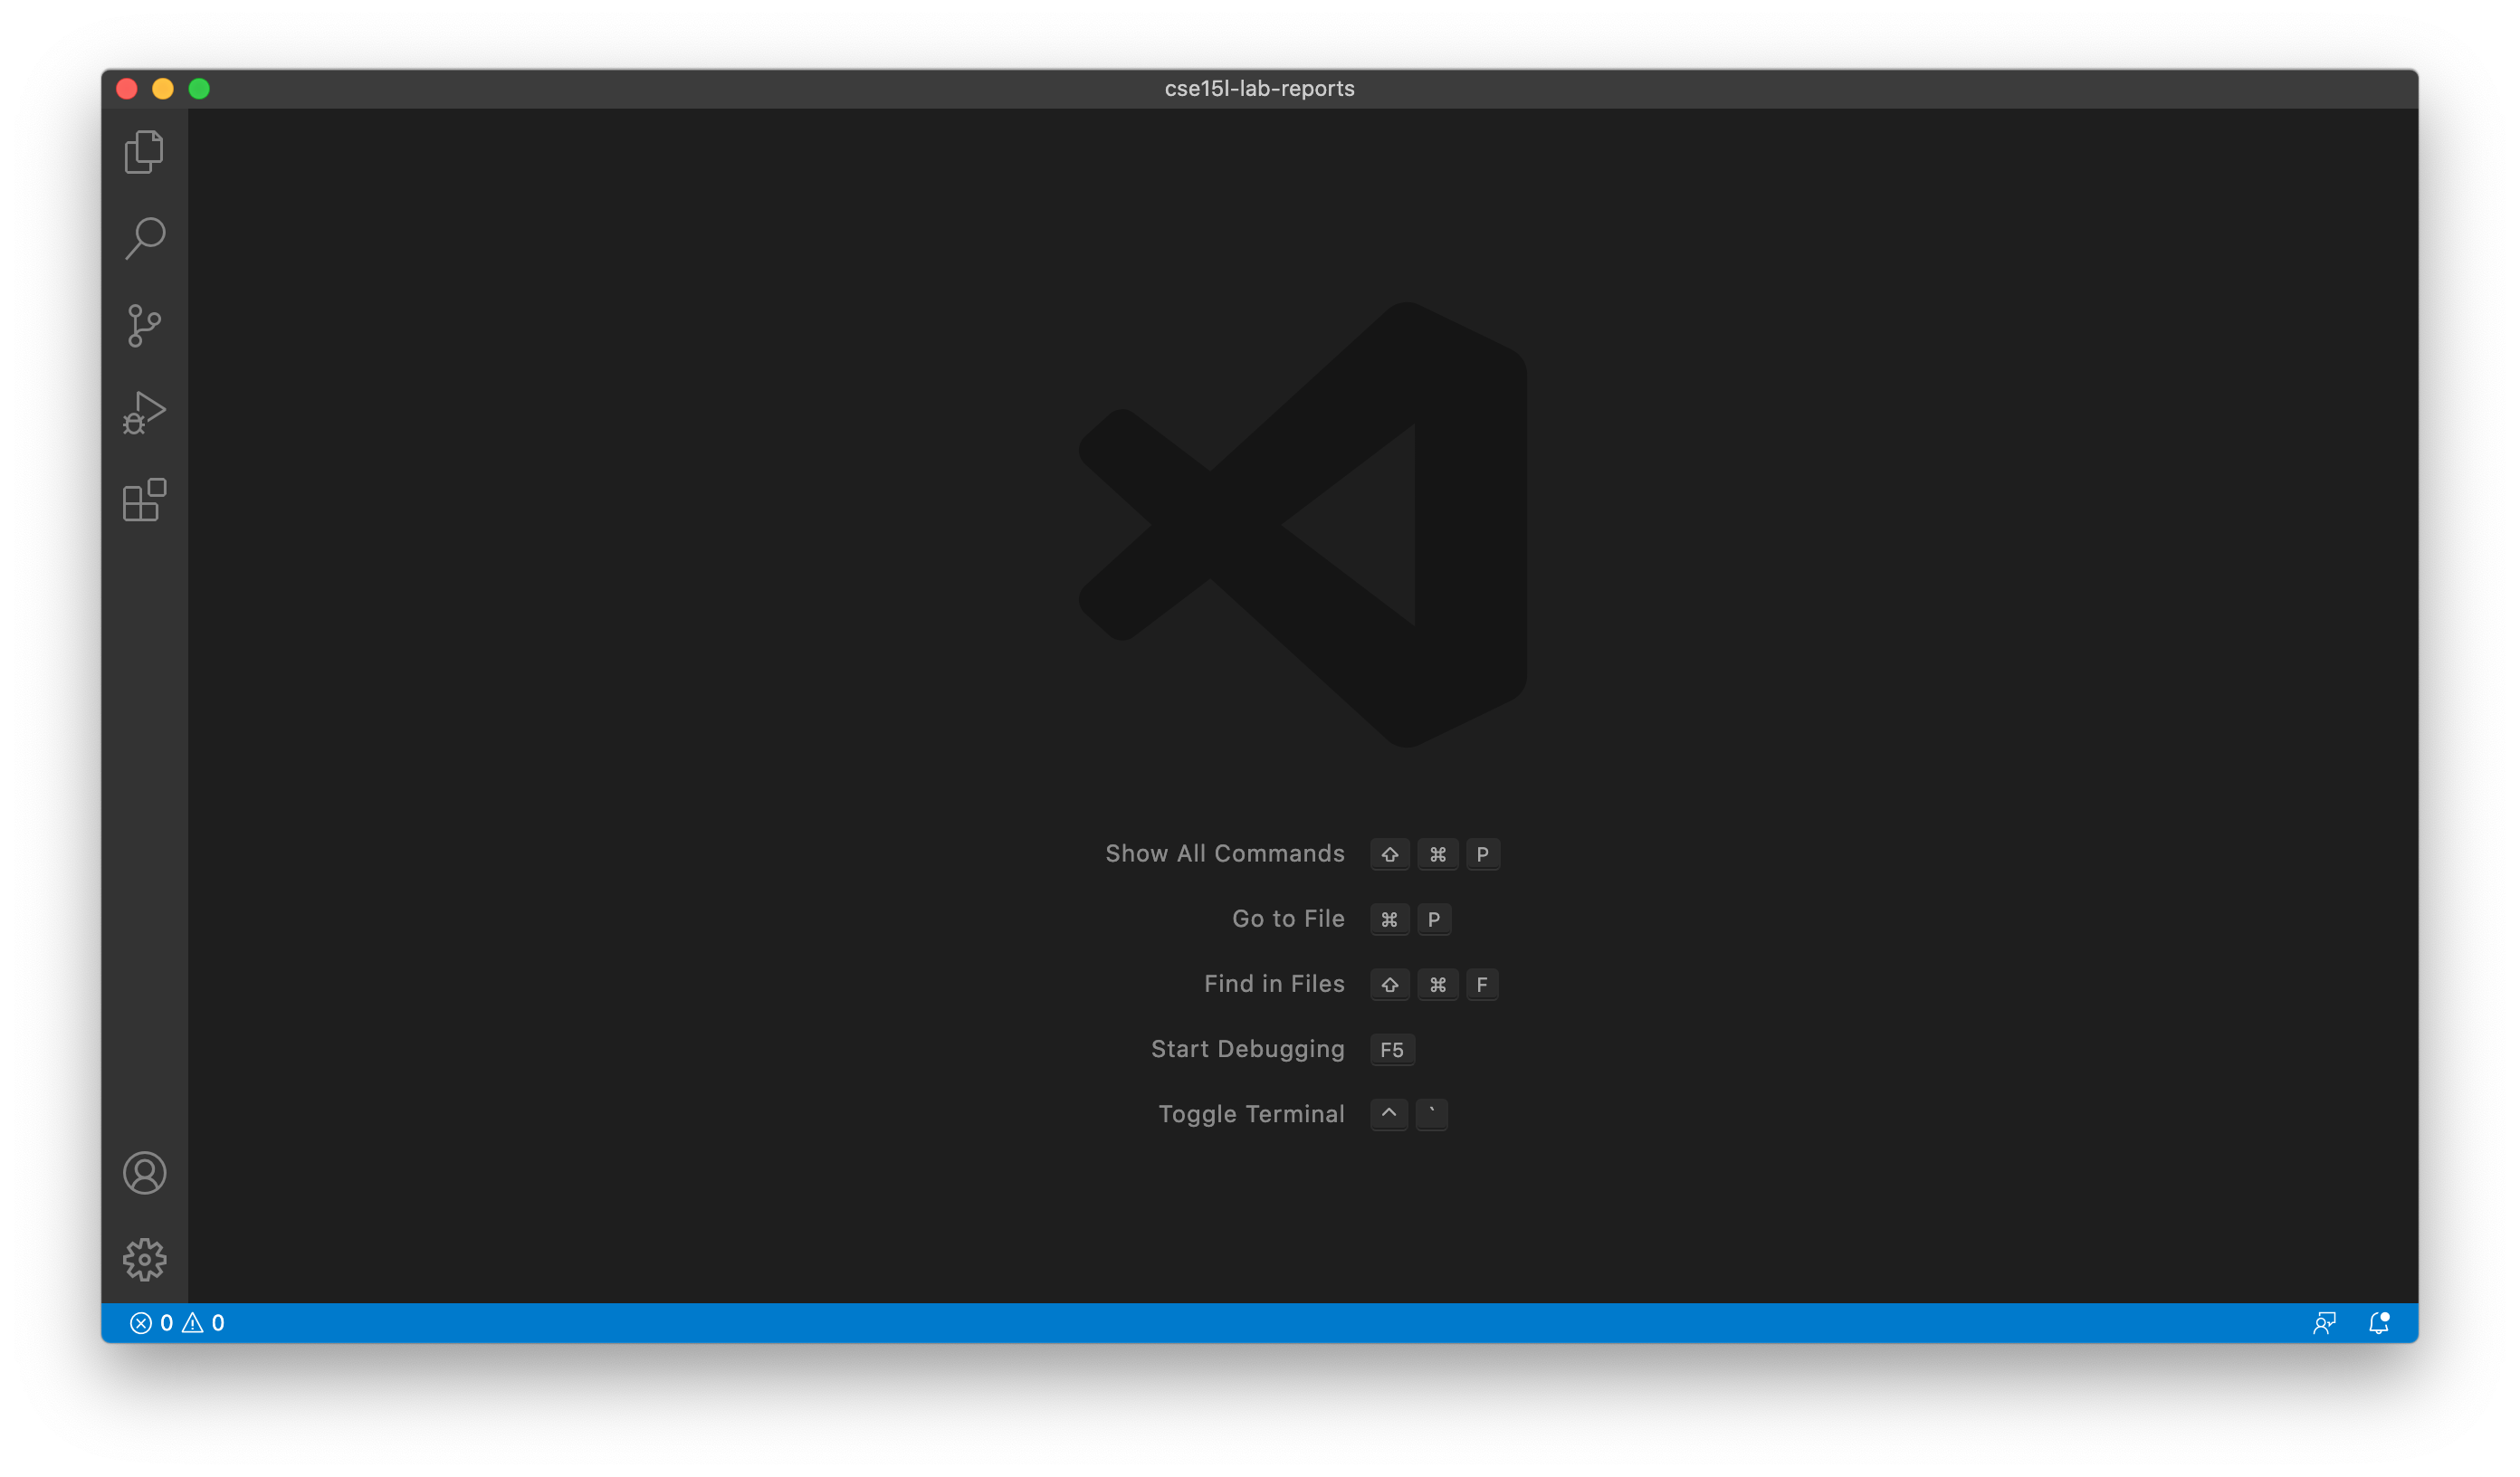 cse15l-lab-reports
Show All Commands ⇧ ⌘ P
Go to File ⌘ P
Find in Files ⇧ ⌘ F
Start Debugging F5
Toggle Terminal ^ `
0 0